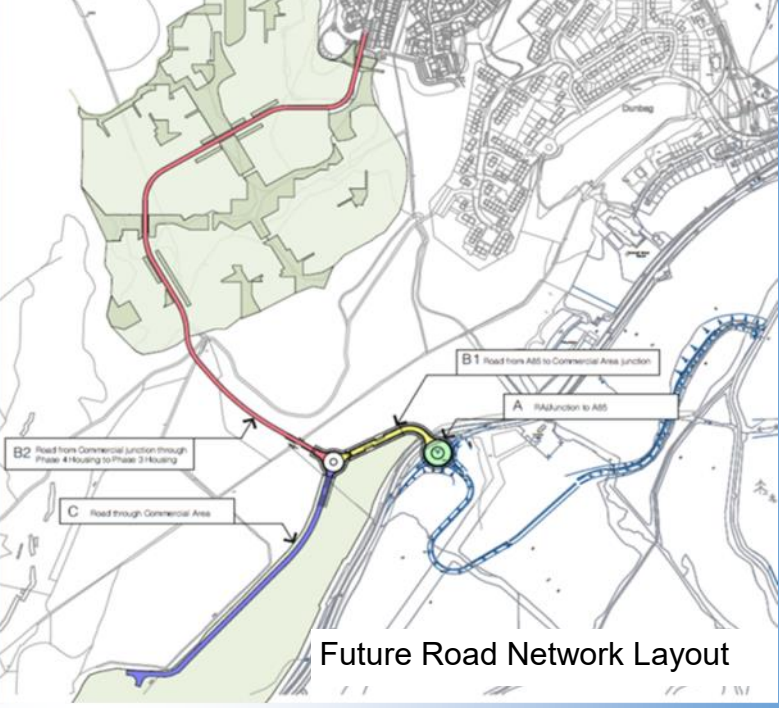 Dunbeg
B1 Road from A85 to Commercial Area junction
A RA/Junction to A85
B2 Road from Commercial junction through
Phase 4 Housing to Phase 3 Housing
C Road through Commercial Area
Future Road Network Layout